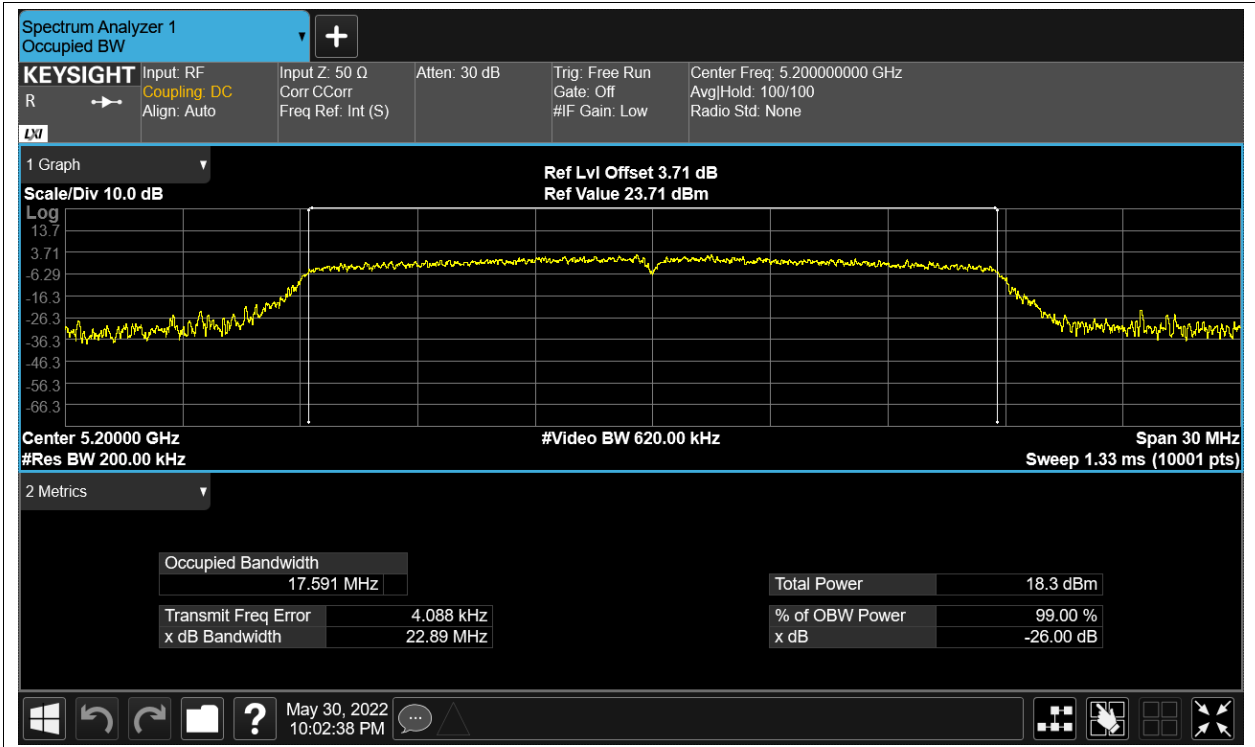 Spectrum Analyzer 1
Occupied BW
KEYSIGHT Input: RF Input Z: 50 Ω Atten: 30 dB Trig: Free Run Center Freq: 5.200000000 GHz
R Coupling: DC Corr CCorr Gate: Off Avg|Hold: 100/100
Align: Auto Freq Ref: Int (S) #IF Gain: Low Radio Std: None
LXI
1 Graph
Ref Lvl Offset 3.71 dB
Scale/Div 10.0 dB Ref Value 23.71 dBm
Log
13.7
3.71
-6.29
-16.3
-26.3
-36.3
-46.3
-56.3
-66.3
Center 5.20000 GHz #Video BW 620.00 kHz Span 30 MHz
#Res BW 200.00 kHz Sweep 1.33 ms (10001 pts)
2 Metrics
Occupied Bandwidth
17.591 MHz Total Power 18.3 dBm
Transmit Freq Error 4.088 kHz % of OBW Power 99.00 %
x dB Bandwidth 22.89 MHz x dB -26.00 dB
May 30, 2022
10:02:38 PM